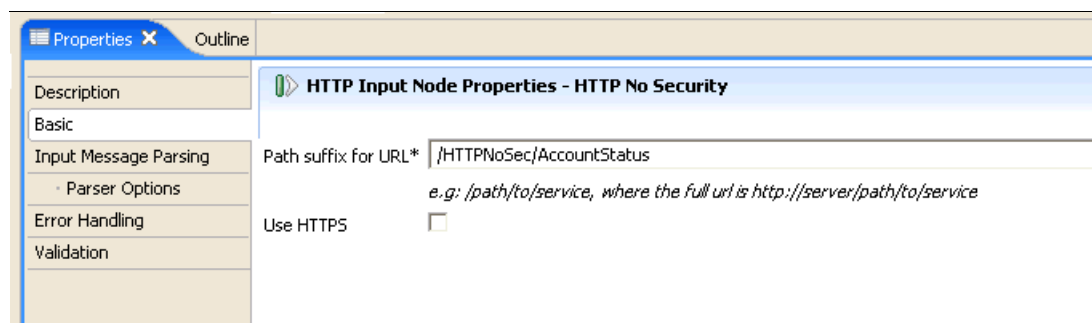 Properties Outline
Description
Basic
Input Message Parsing
Parser Options
Error Handling
Validation
HTTP Input Node Properties - HTTP No Security
Path suffix for URL* /HTTPNoSec/AccountStatus
e.g: /path/to/service, where the full url is http://server/path/to/service
Use HTTPS